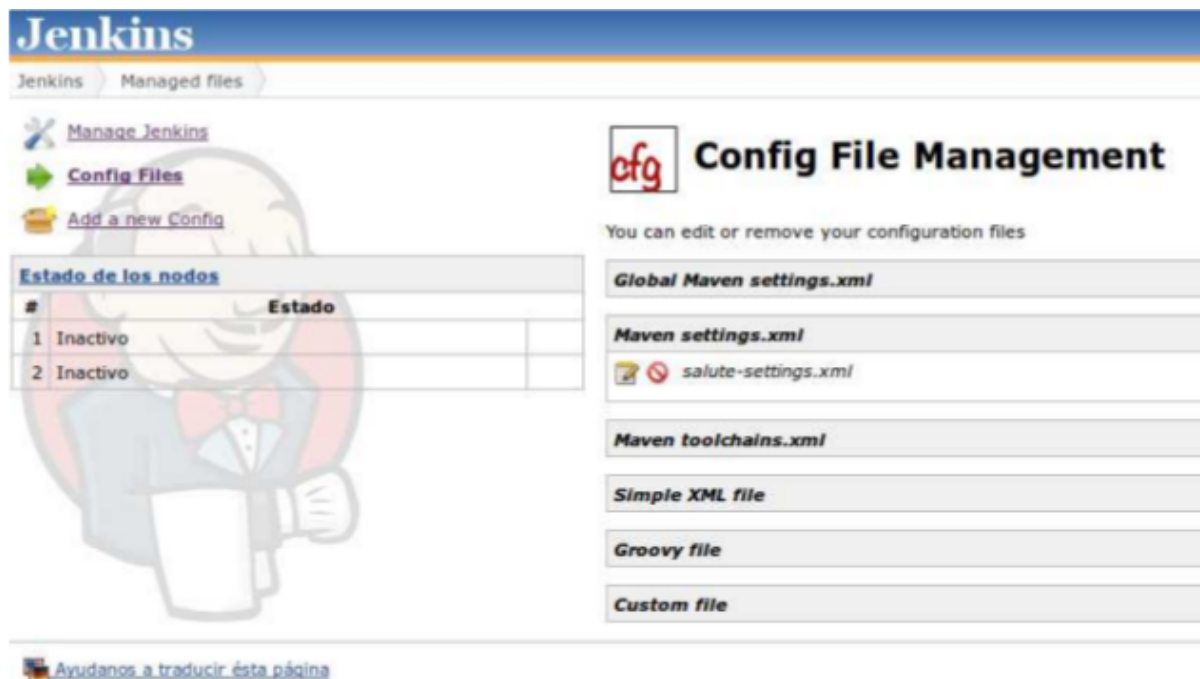 Jenkins
Jenkins Managed files
Manage Jenkins
Config Files
Add a new Config
Estado de los nodos
# Estado
1 Inactivo
2 Inactivo
cfg Config File Management
You can edit or remove your configuration files
Global Maven settings.xml
Maven settings.xml
salute-settings.xml
Maven toolchains.xml
Simple XML file
Groovy file
Custom file
Ayudanos a traducir ésta página